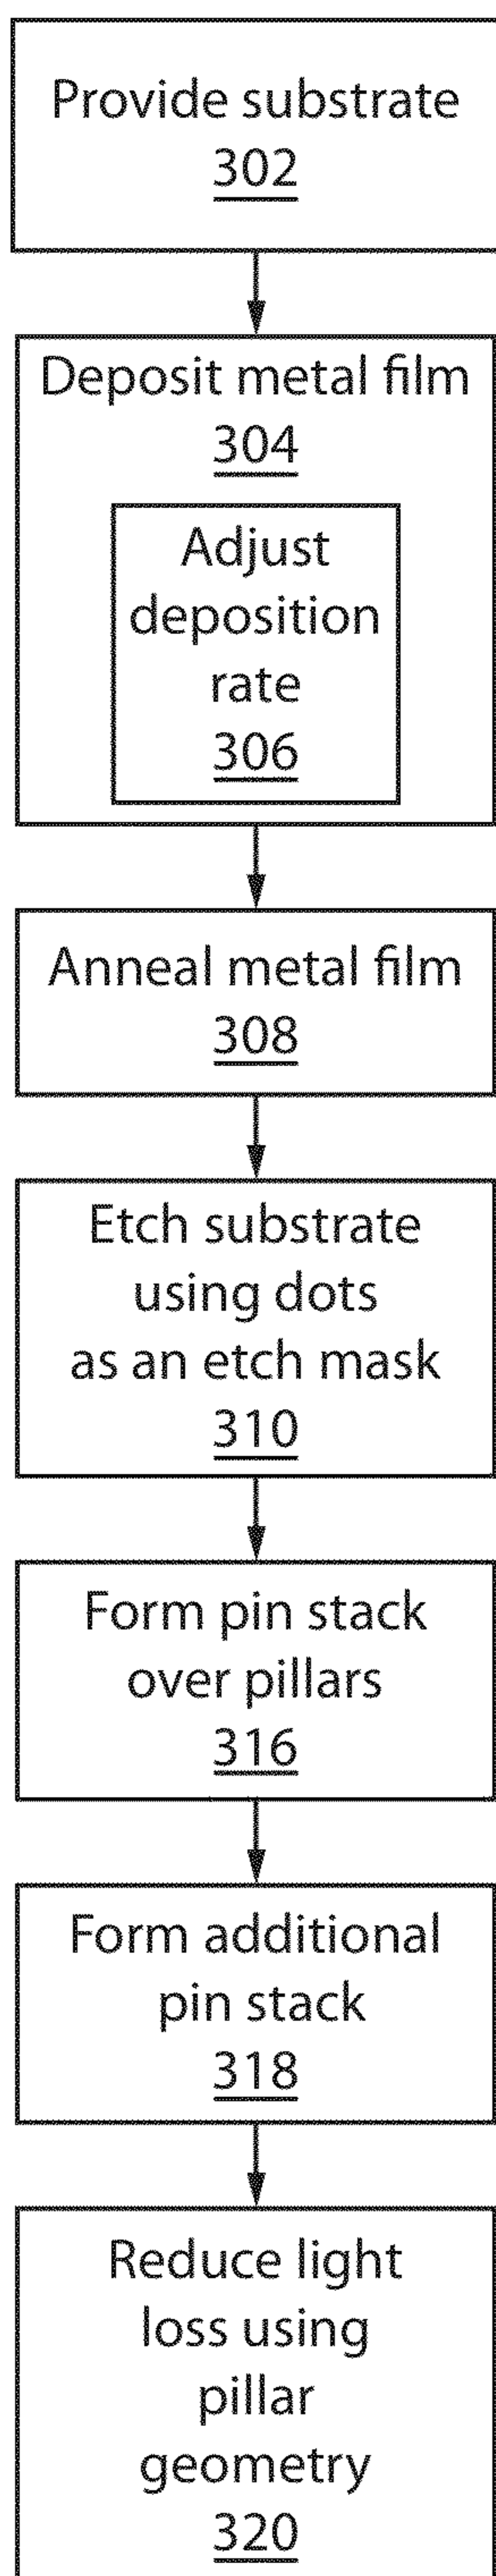 Provide substrate
302
Deposit metal film
304
Adjust
deposition
rate
306
Anneal metal film
308
Etch substrate
using dots
as an etch mask
310
Form pin stack
over pillars
316
Form additional
pin stack
318
Reduce light
loss using
pillar
geometry
320